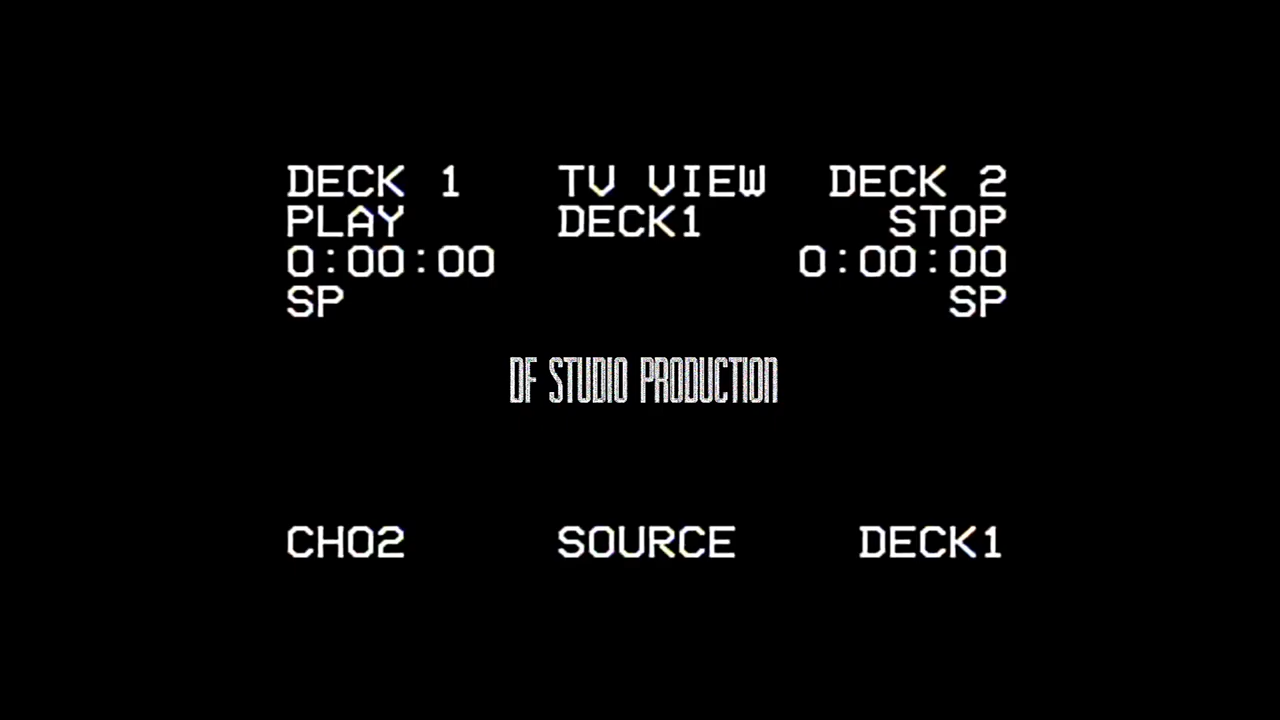 DECK 1 TV VIEW DECK 2
PLAY DECK1 STOP
0:00:00 0:00:00
SP SP
DF STUDIO PRODUCTION
CH02 SOURCE DECK1